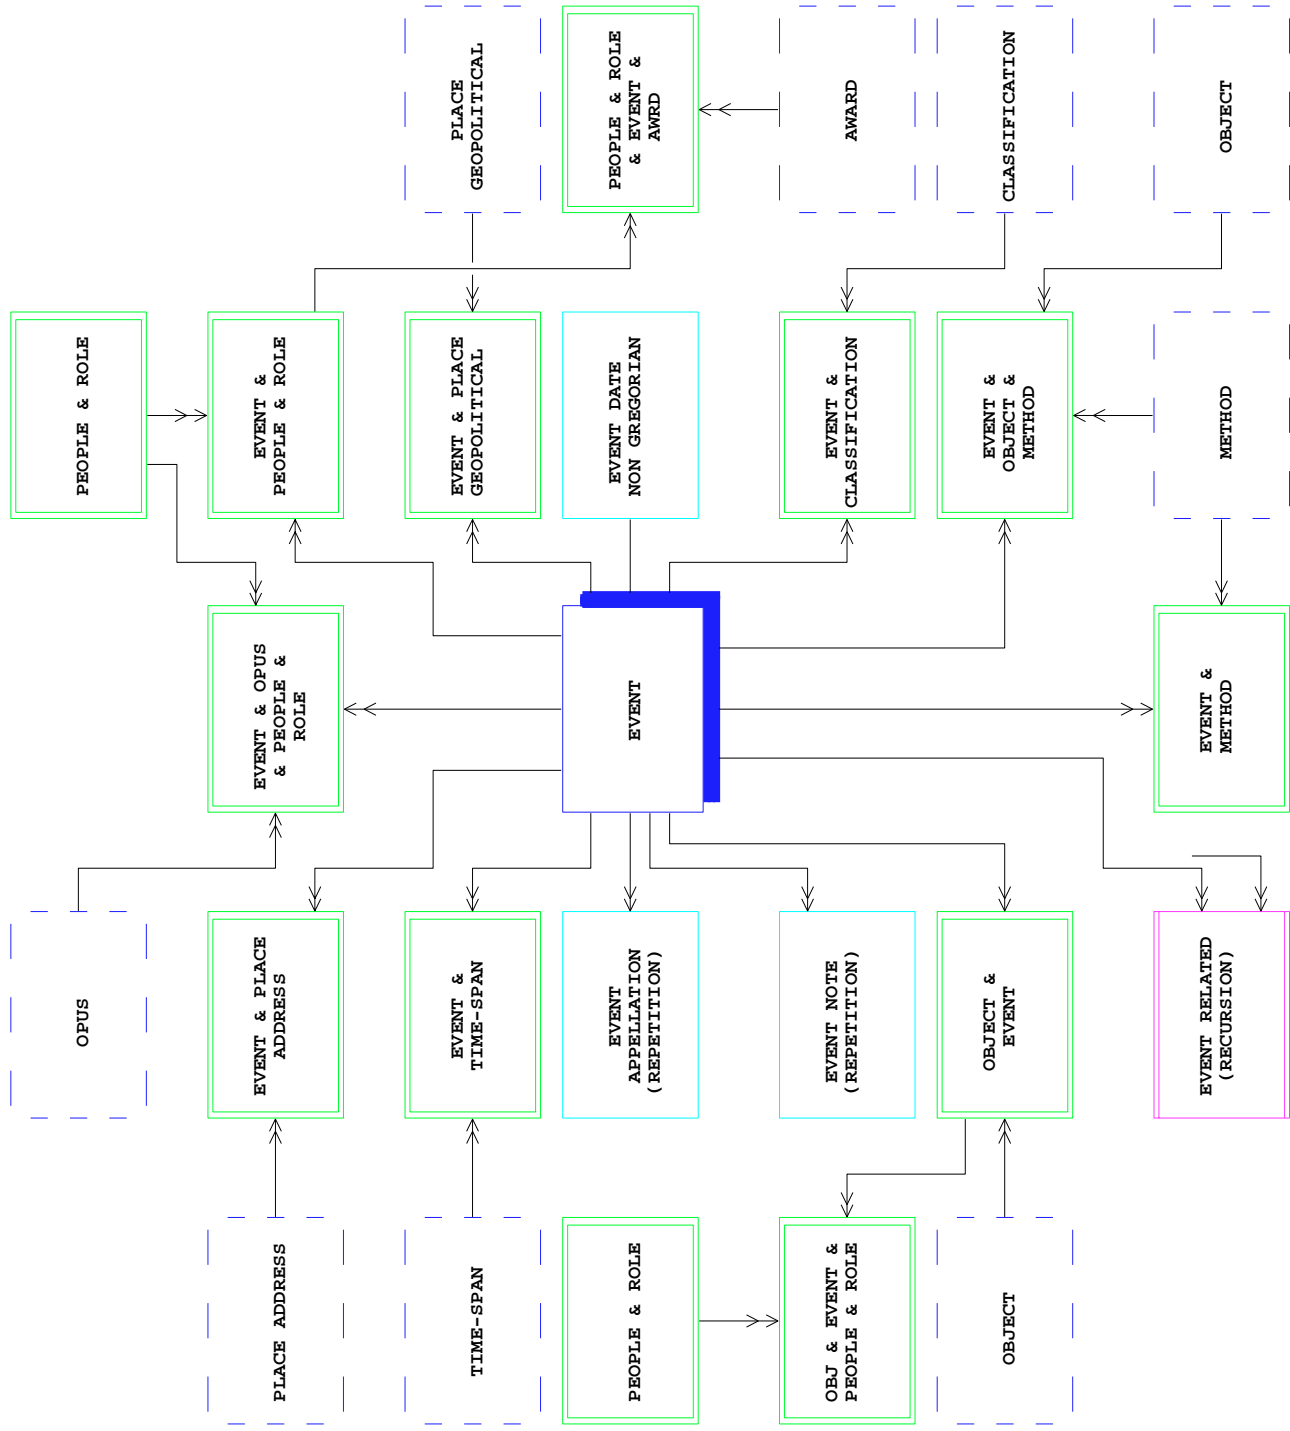 OPUS
PEOPLE & ROLE
PLACE ADDRESS
EVENT & PLACE
ADDRESS
EVENT & OPUS
& PEOPLE &
ROLE
EVENT &
PEOPLE & ROLE
TIME-SPAN
EVENT &
TIME-SPAN
EVENT & PLACE
GEOPOLITICAL
PLACE
GEOPOLITICAL
PEOPLE & ROLE
EVENT
APPELLATION
(REPETITION)
EVENT
EVENT DATE
NON GREGORIAN
PEOPLE & ROLE
& EVENT &
AWRD
OBJ & EVENT &
PEOPLE & ROLE
EVENT NOTE
(REPETITION)
EVENT &
CLASSIFICATION
AWARD
OBJECT
OBJECT &
EVENT
EVENT &
OBJECT &
METHOD
CLASSIFICATION
EVENT RELATED
(RECURSION)
EVENT &
METHOD
METHOD
OBJECT